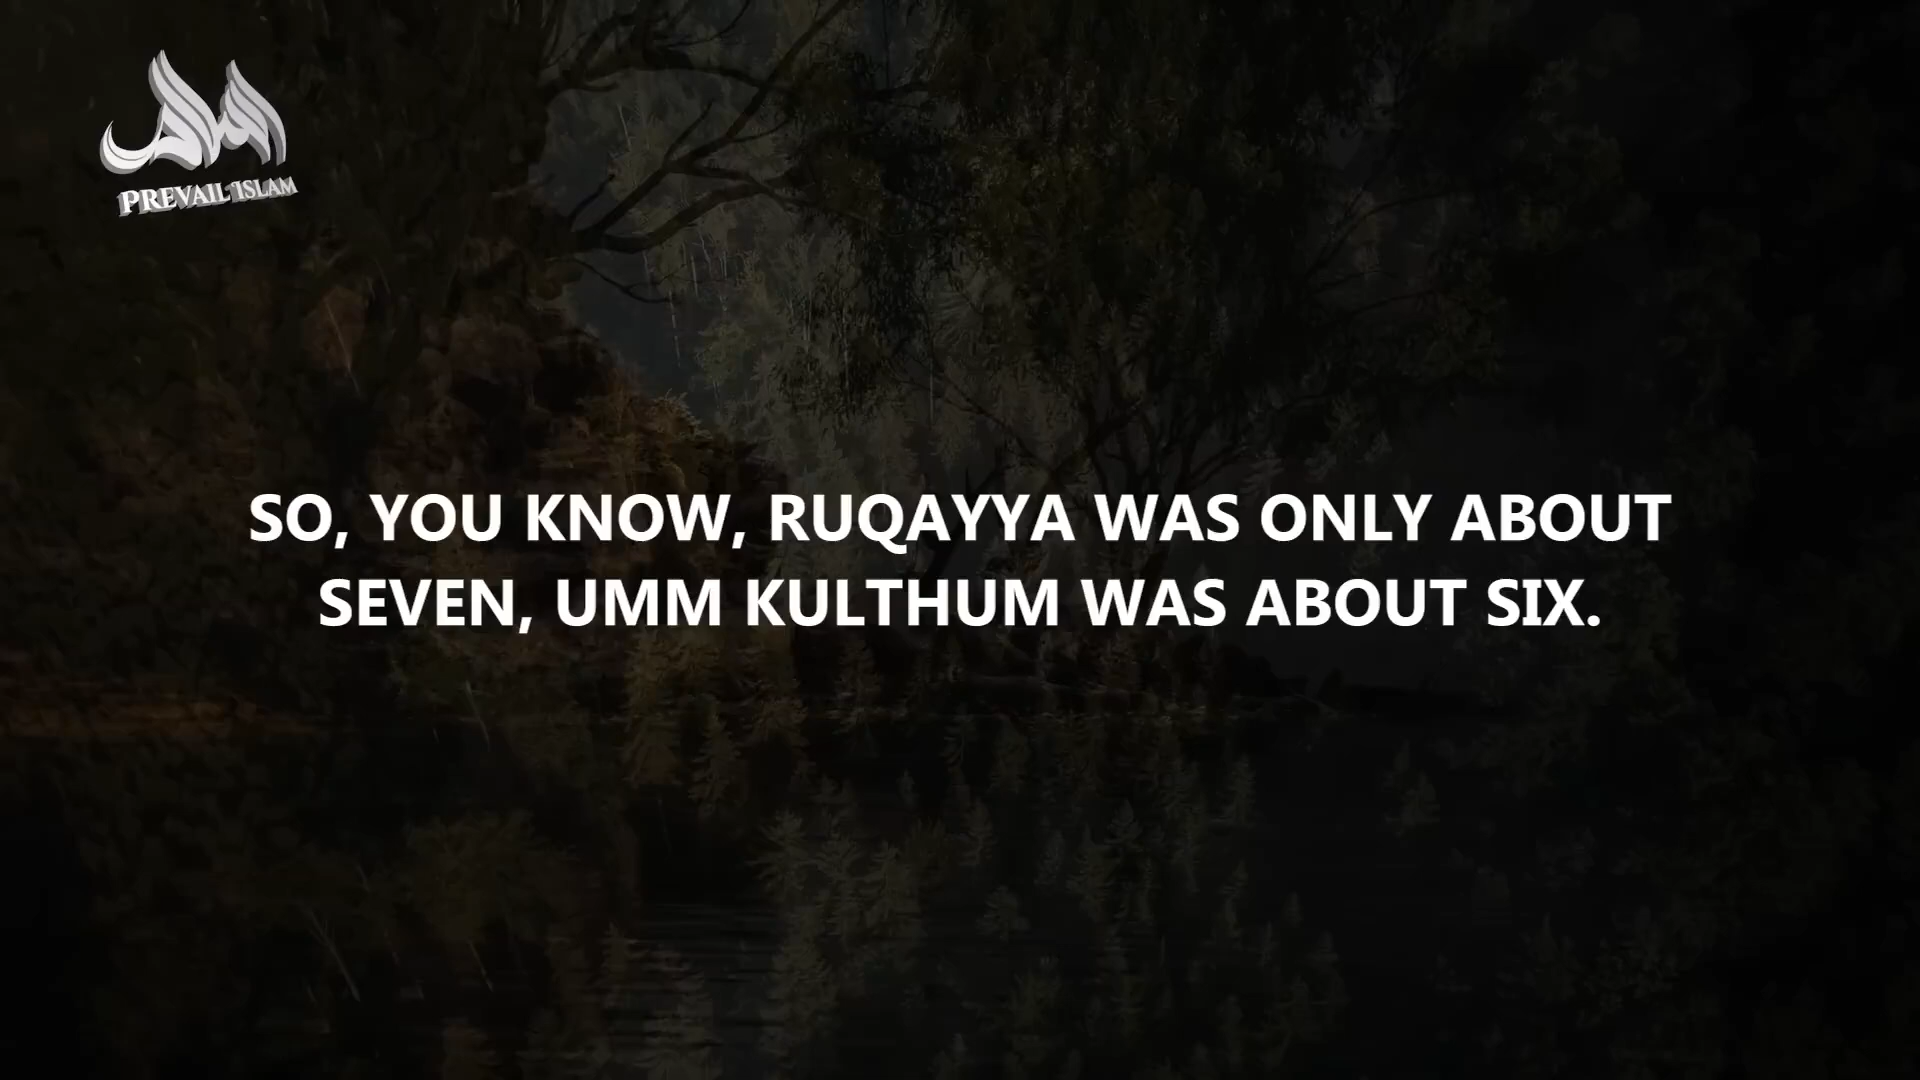 PREVAIL ISLAM
SO, YOU KNOW, RUQAYYA WAS ONLY ABOUT
SEVEN, UMM KULTHUM WAS ABOUT SIX.